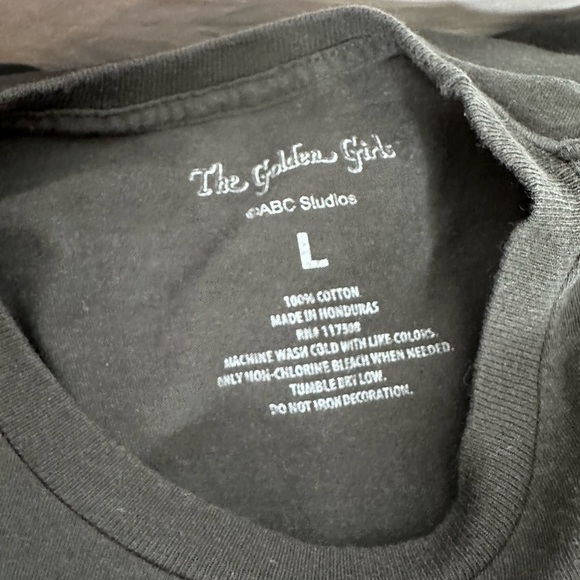 The Golden Girls
©ABC Studios
L
100% COTTON
MADE IN HONDURAS
RN# 117598
MACHINE WASH COLD WITH LIKE COLORS.
ONLY NON-CHLORINE BLEACH WHEN NEEDED.
TUMBLE DRY LOW.
DO NOT IRON DECORATION.